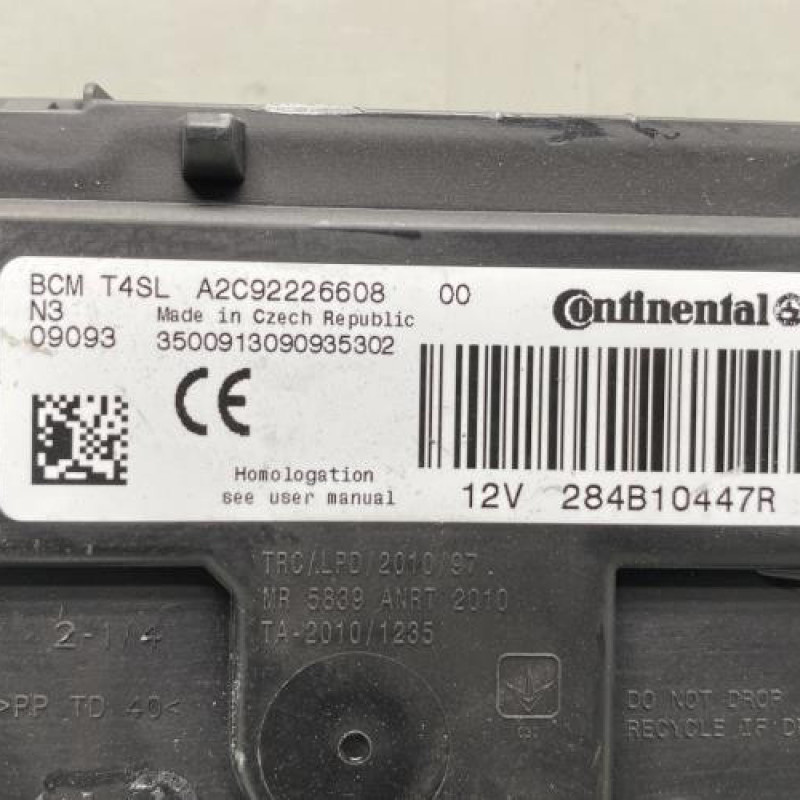 BCM T4SL A2C92226608 00
N3 Made in Czech Republic
09093 3500913090935302
Continental
CE
Homologation
see user manual
12V 284B10447R
TRC/LPD/2010/97
MR 5839 ANRT 2010
TA-2010/1235
2-1/4
>PP TD 40<
DO NOT DROP
RECYCLE IF